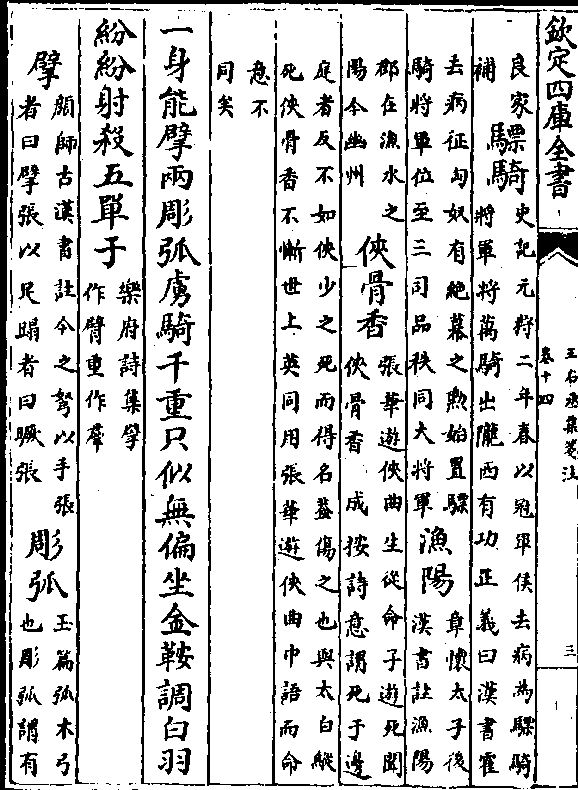 欽定四庫全書
王右丞集箋注
卷十四
三
良家
補
驃騎
史記元狩二年春以冠軍侯去病為驃騎
將軍將萬騎出隴西有功正義曰漢書霍
去病征匈奴有絕幕之勲始置驃
騎將軍位至三司品秩同大將軍
漁陽
章懷太子後
漢書註漁陽
郡在漁水之
陽今幽州
俠骨香
張華遊俠曲生從命子遊死聞
俠骨香 成按詩意謂死于邊
庭者反不如俠少之死而得名葢傷之也與太白縱
死俠骨香不慚世上英同用張華遊俠曲巾語而命
意不
同矣
一身能擘兩彫弧虜騎千重只似無偏坐金鞍調白羽
紛紛射殺五單于
樂府詩集擘
作臂重作羣
擘
顔師古漢書註今之弩以手張
者曰擘張以足蹋者曰蹶張
彫弧
玉篇弧木弓
也彫弧謂有